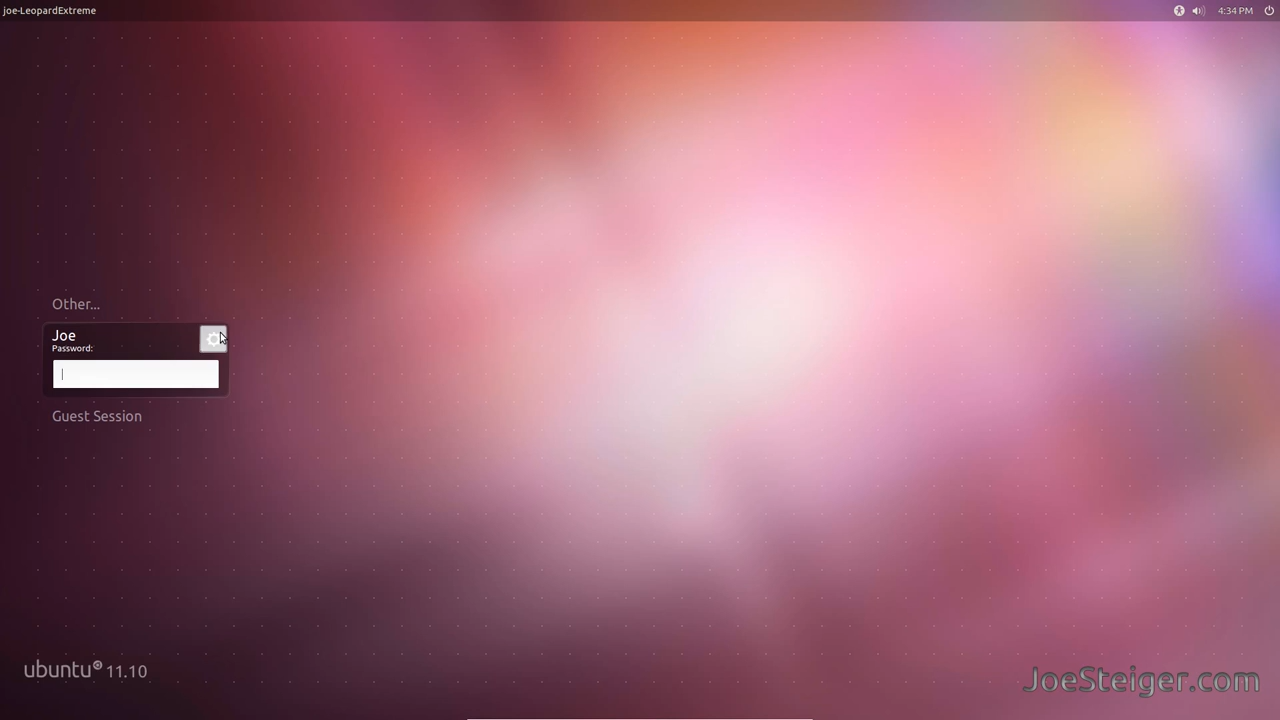 joe-LeopardExtreme
4:34 PM
Other...
Joe
Password:
Guest Session
ubuntu® 11.10
JoeSteiger.com